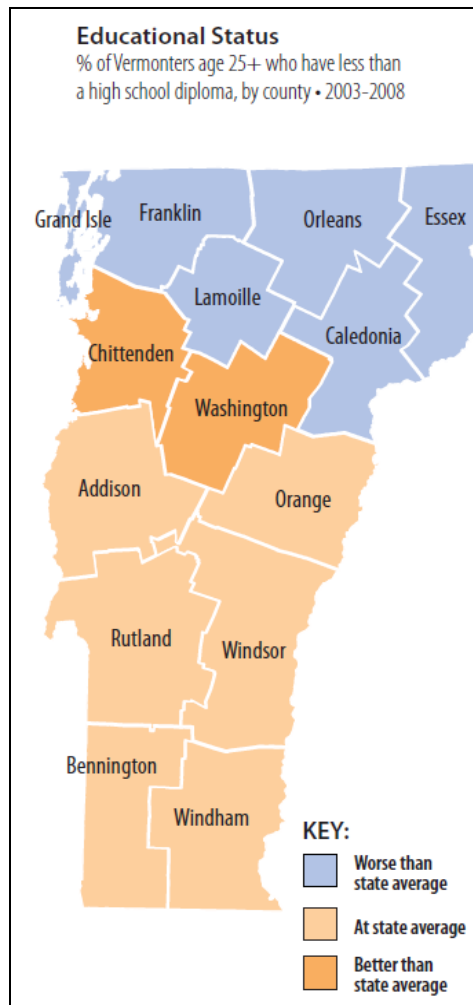 Educational Status
% of Vermonters age 25+ who have less than
a high school diploma, by county • 2003-2008
Grand Isle
Franklin
Orleans
Essex
Lamoille
Caledonia
Chittenden
Washington
Addison
Orange
Rutland
Windsor
Bennington
Windham
KEY:
Worse than
state average
At state average
Better than
state average